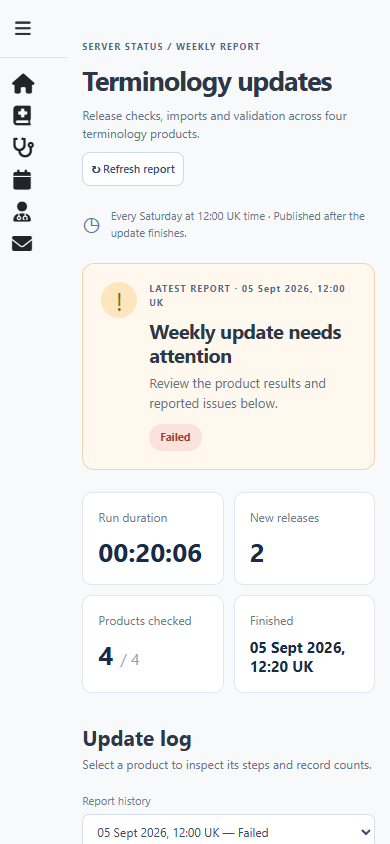 SERVER STATUS / WEEKLY REPORT
Terminology updates
Release checks, imports and validation across four
terminology products.
↻ Refresh report
Every Saturday at 12:00 UK time · Published after the
update finishes.
!
LATEST REPORT · 05 Sept 2026, 12:00
UK
Weekly update needs
attention
Review the product results and
reported issues below.
Failed
Run duration
00:20:06
New releases
2
Products checked
4 / 4
Finished
05 Sept 2026,
12:20 UK
Update log
Select a product to inspect its steps and record counts.
Report history
05 Sept 2026, 12:00 UK — Failed